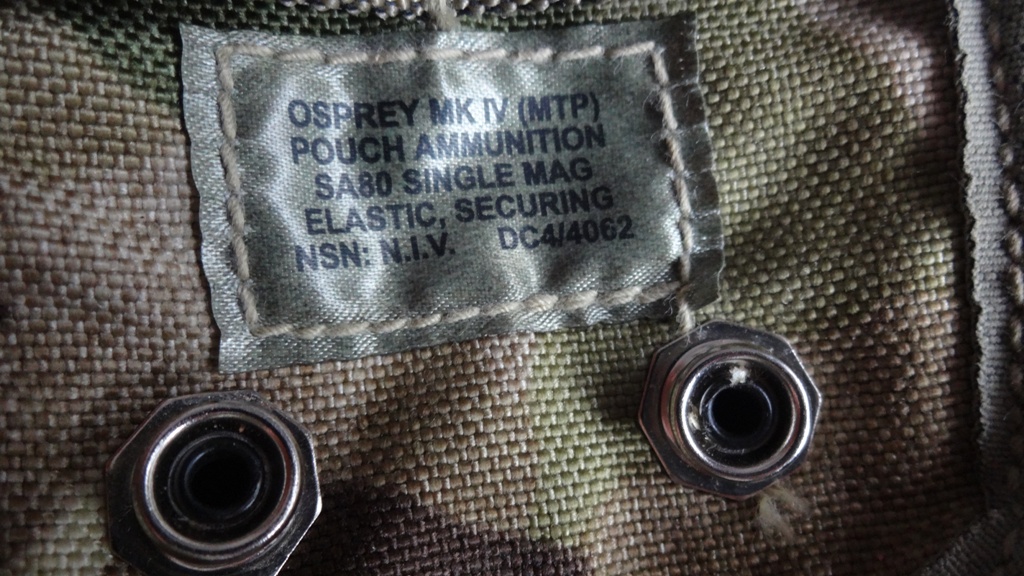 OSPREY MK IV (MTP)
POUCH AMMUNITION
SA80 SINGLE MAG
ELASTIC, SECURING
NSN: N.I.V. DC4/4062